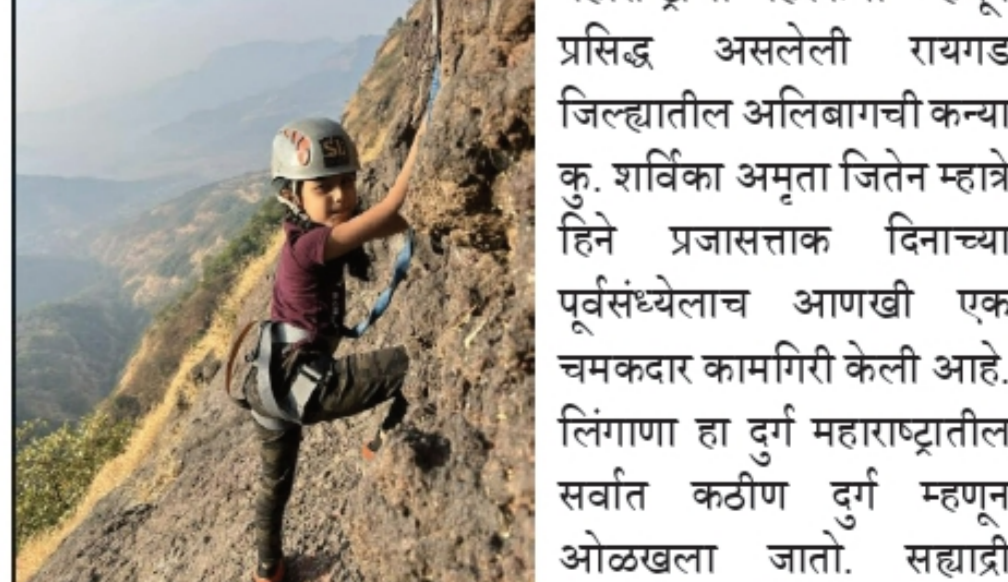 प्रसिद्ध असलेली रायगड
जिल्ह्यातील अलिबागची कन्या
कु. शर्विका अमृता जितेन म्हात्रे
हिने प्रजासत्ताक दिनाच्या
पूर्वसंध्येलाच आणखी एक
चमकदार कामगिरी केली आहे.
लिंगाणा हा दुर्ग महाराष्ट्रातील
सर्वात कठीण दुर्ग म्हणून
ओळखला जातो. सह्याद्री